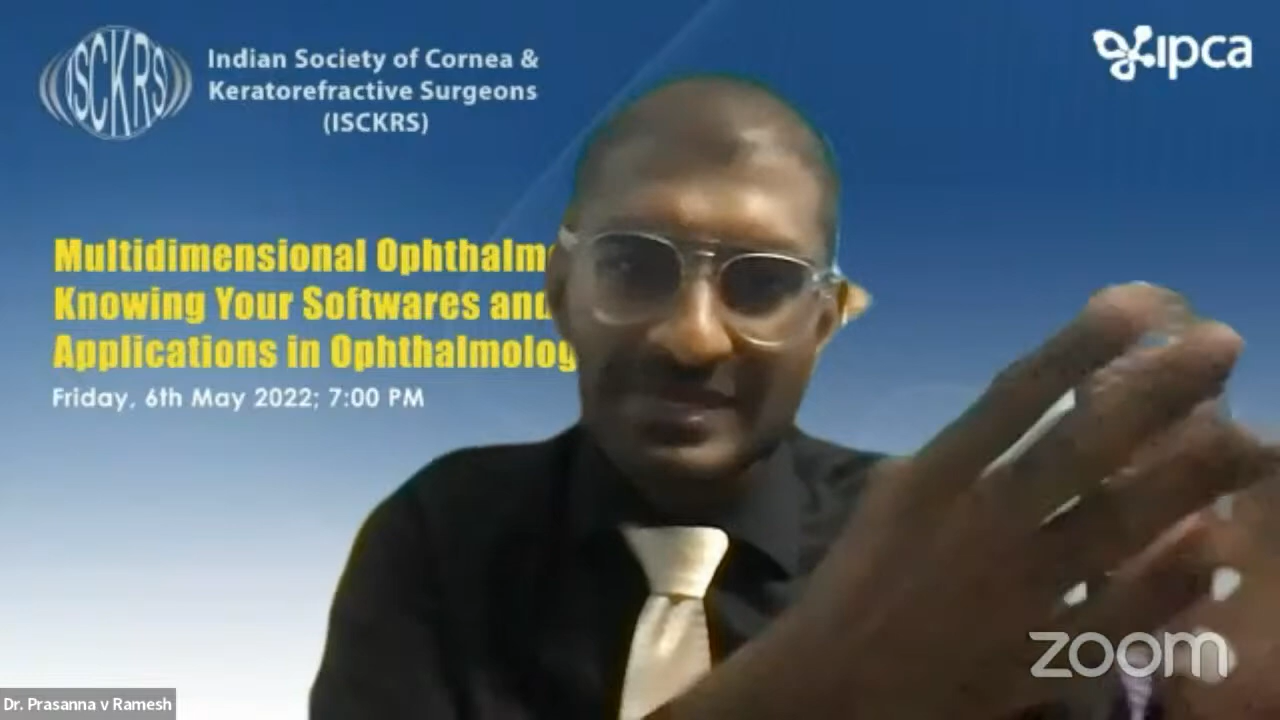 ISCKRS
Indian Society of Cornea &
Keratorefractive Surgeons
(ISCKRS)
ipca
Multidimensional
Knowing Your Softwares and
Applications in
Friday, 6th May 2022; 7:00 PM
zoom
Dr. Prasanna v Ramesh